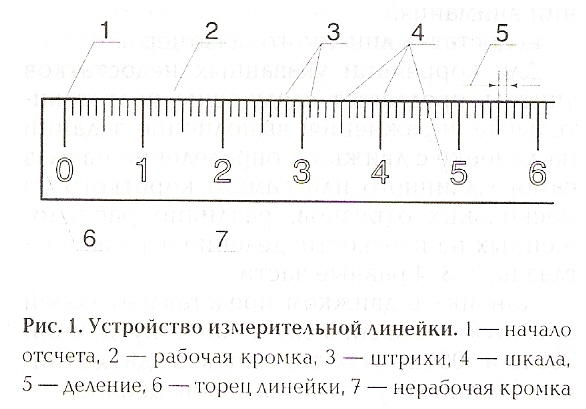 1 2 3 4 5
0 1 2 3 4 5 6
6 7
Рис. 1. Устройство измерительной линейки. 1 — начало
отсчета, 2 — рабочая кромка, 3 — штрихи, 4 — шкала,
5 — деление, 6 — торец линейки, 7 — нерабочая кромка